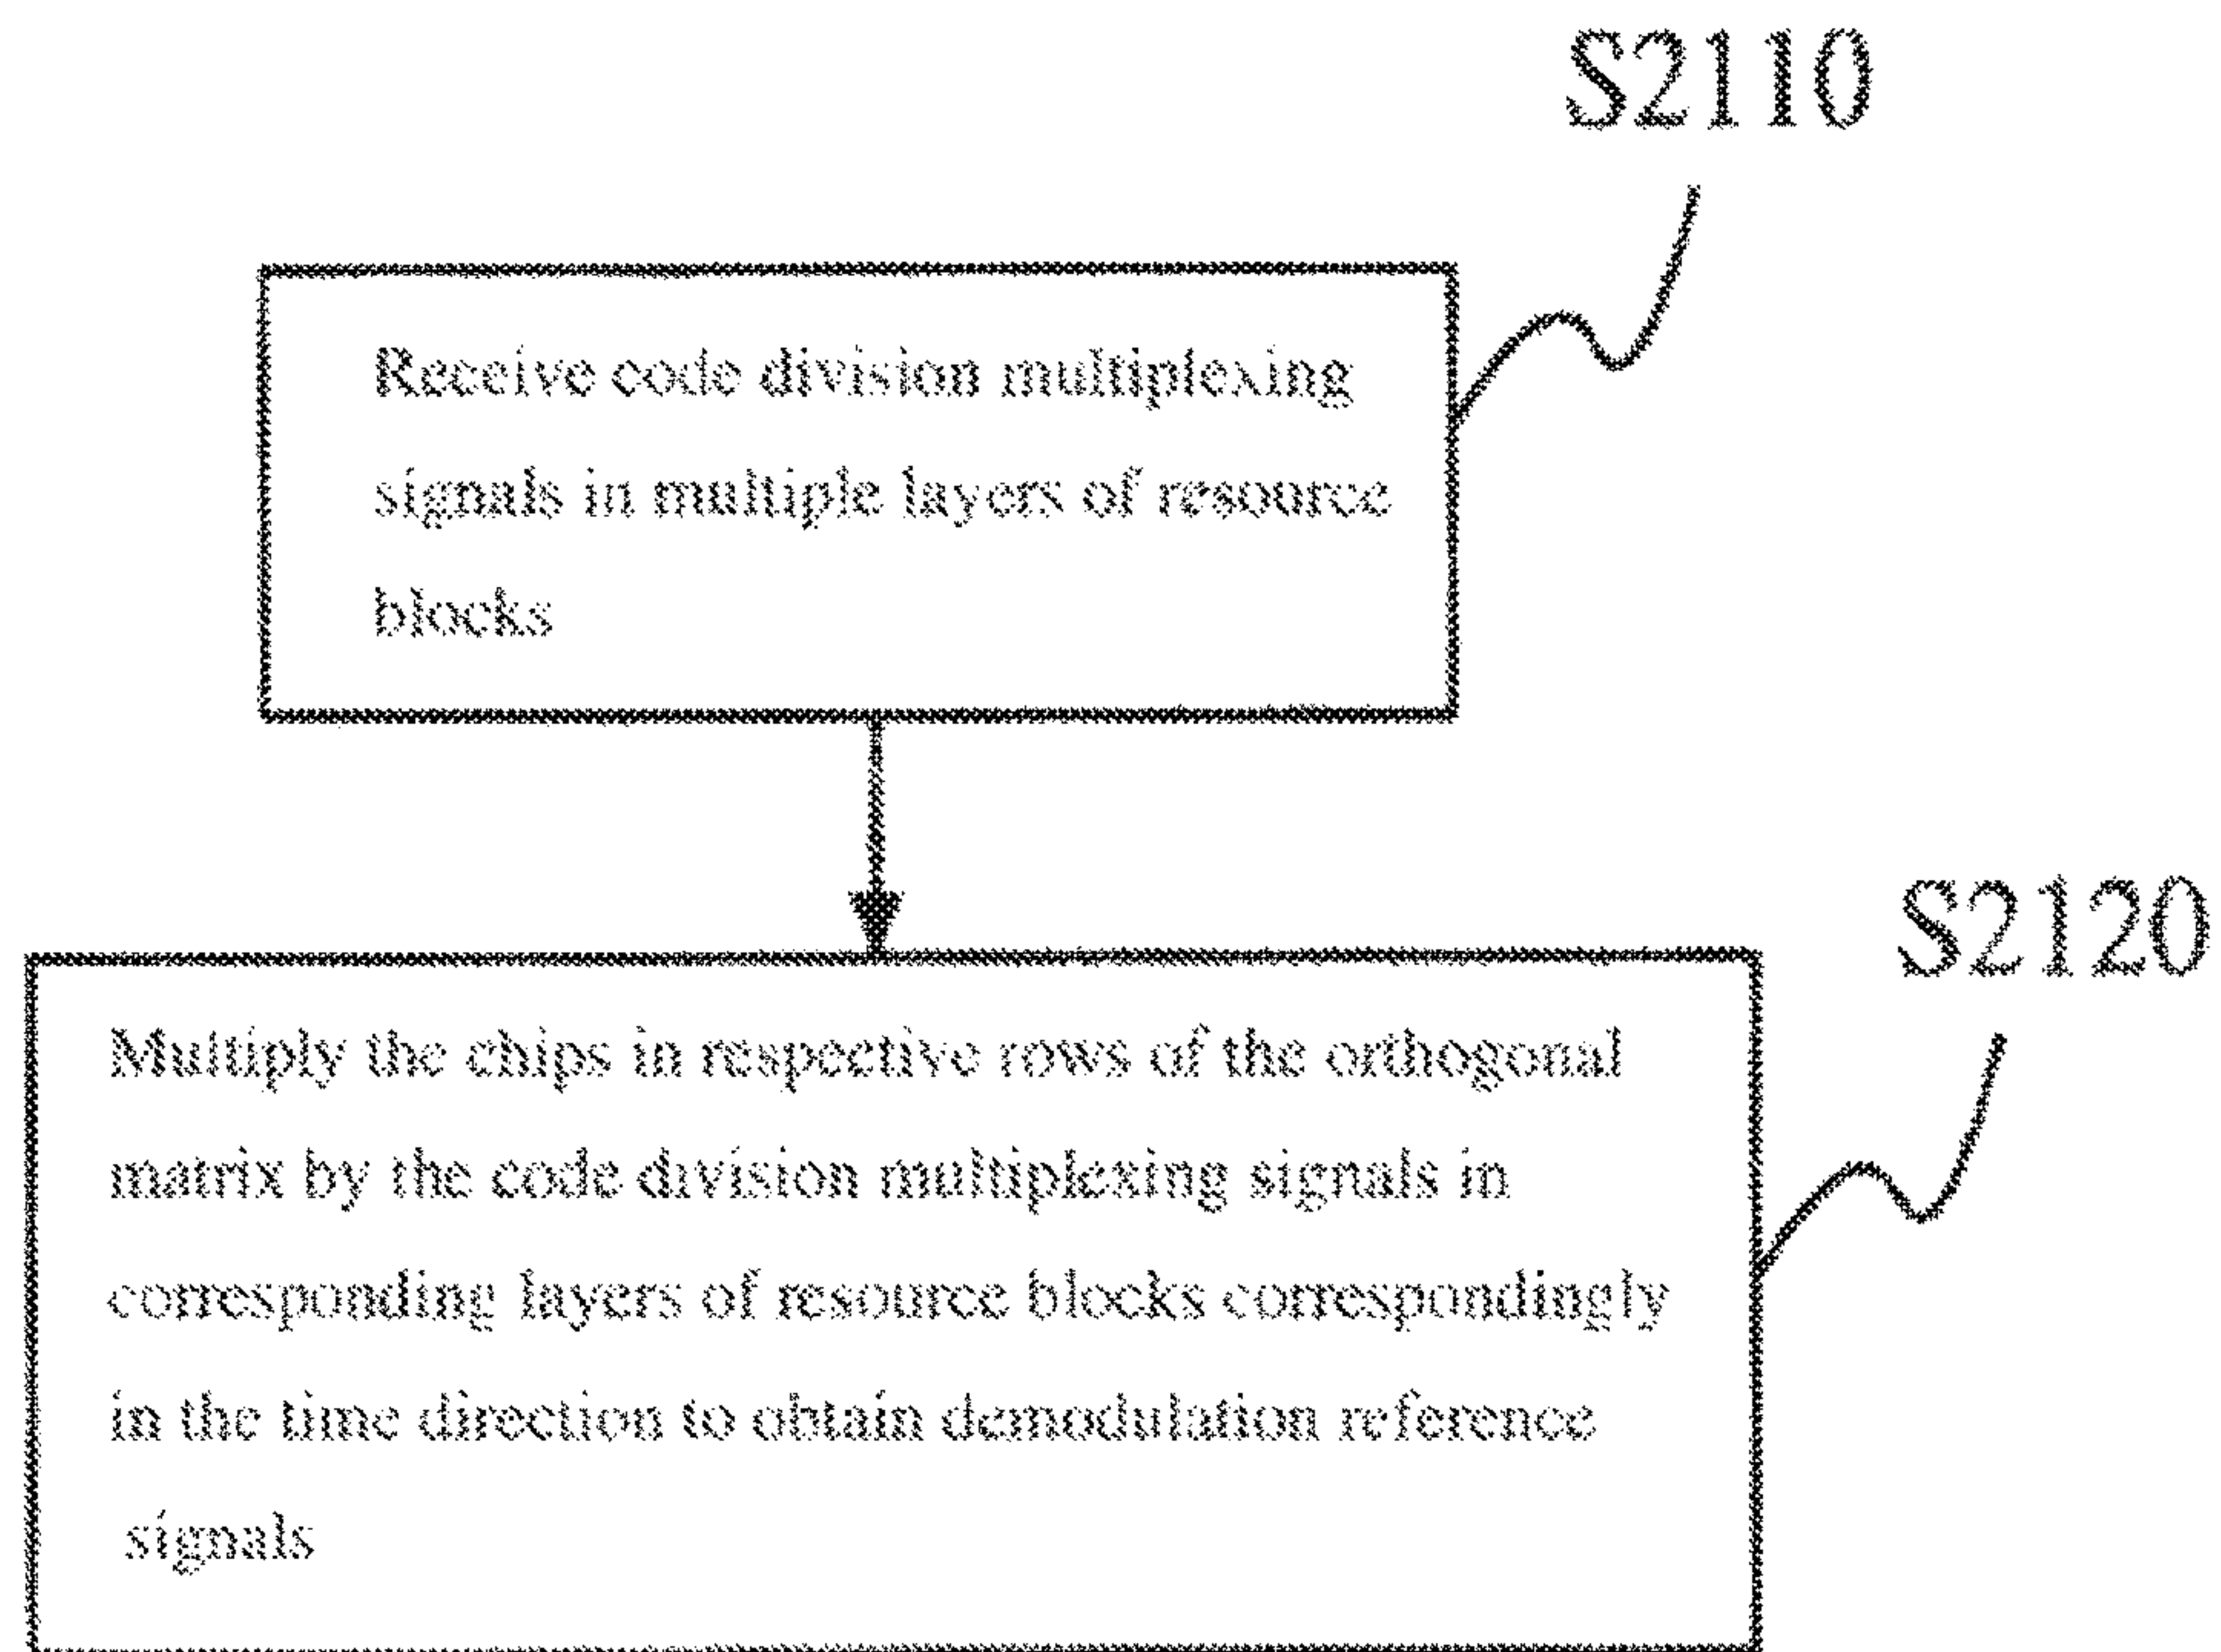 S2110
Receive code division multiplexing
signals in multiple layers of resource
blocks
S2120
Multiply the chips in respective rows of the orthogonal
matrix by the code division multiplexing signals in
corresponding layers of resource blocks correspondingly
in the time direction to obtain demodulation reference
signals